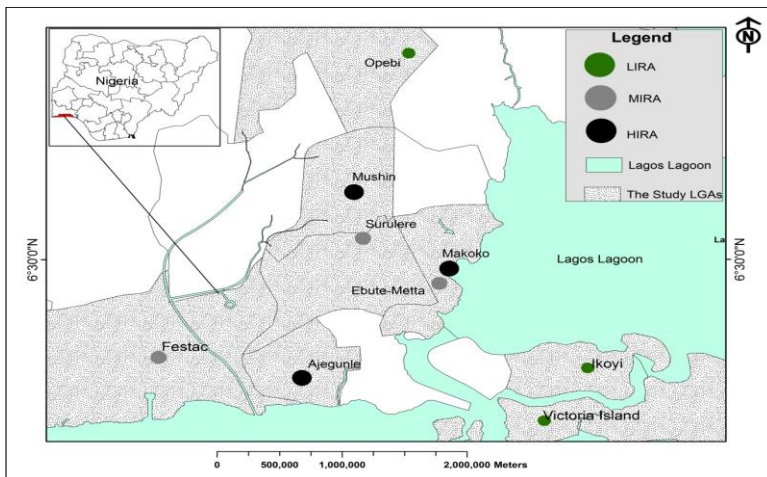 Nigeria
N
Legend
LIRA
MIRA
HIRA
Lagos Lagoon
The Study LGAs
Opebi
Mushin
Surulere
Makoko
Ebute-Metta
Lagos Lagoon
La
6°30'0"N
6°30'0"N
Festac
Ajegunle
Ikoyi
Victoria Island
0 500,000 1,000,000 2,000,000 Meters